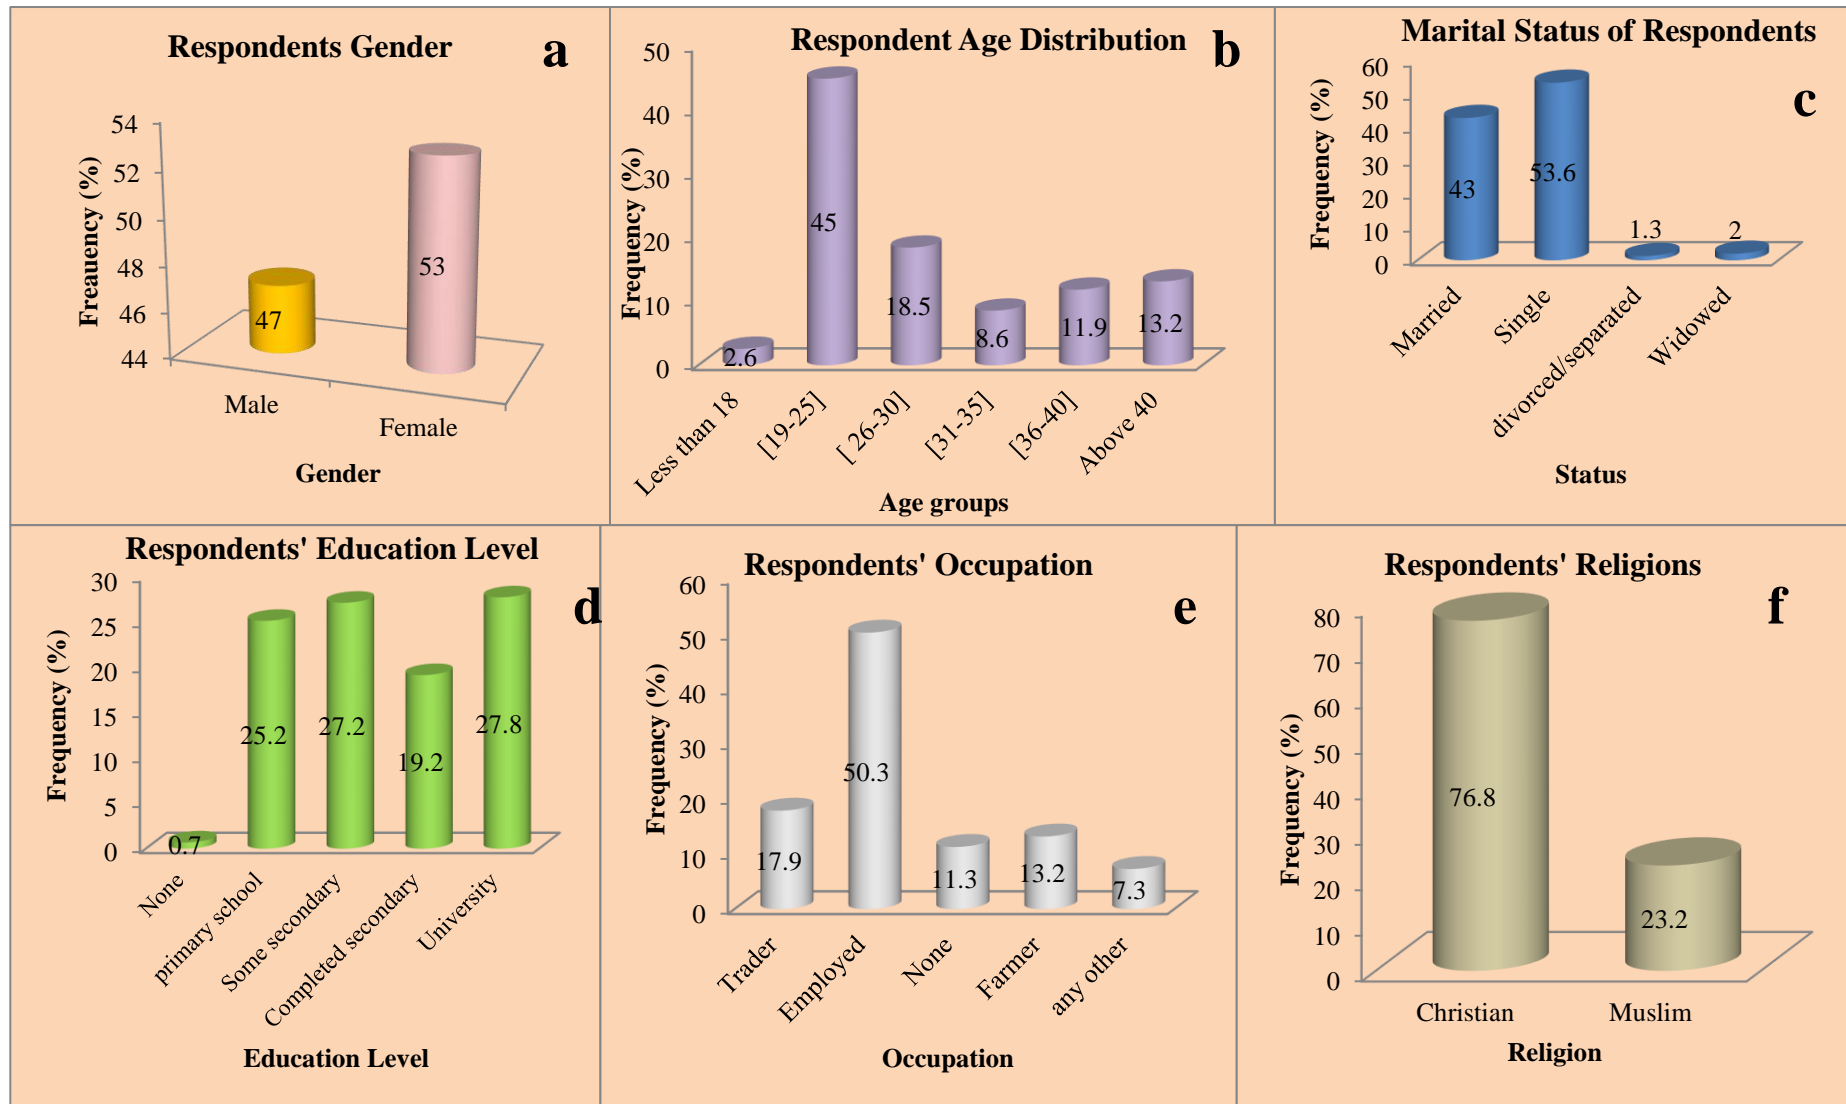 Respondents Gender
a
54
52
50
48
46
44
Freauency (%)
47
53
Male
Female
Gender
Respondent Age Distribution
b
50
40
30
20
10
0
Frequency (%)
2.6
45
18.5
8.6
11.9
13.2
Less than 18
[19-25]
[ 26-30]
[31-35]
[36-40]
Above 40
Age groups
Marital Status of Respondents
c
60
50
40
30
20
10
0
Frequency (%)
43
53.6
1.3
2
Married
Single
divorced/separated
Widowed
Status
Respondents' Education Level
d
30
25
20
15
10
5
0
Frequency (%)
0.7
25.2
27.2
19.2
27.8
None
primary school
Some secondary
Completed secondary
University
Education Level
Respondents' Occupation
e
60
50
40
30
20
10
0
Frequency (%)
17.9
50.3
11.3
13.2
7.3
Trader
Employed
None
Farmer
any other
Occupation
Respondents' Religions
f
80
70
60
50
40
30
20
10
0
Frequency (%)
76.8
23.2
Christian
Muslim
Religion